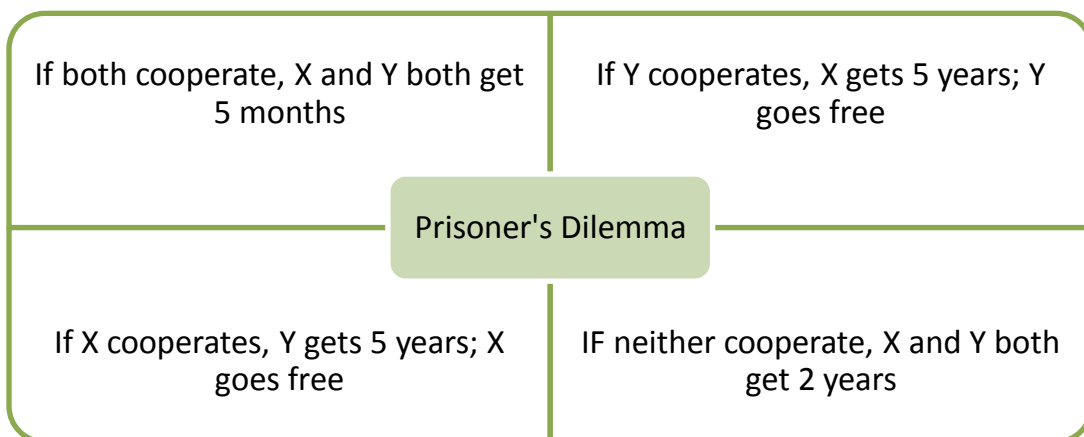 If both cooperate, X and Y both get
5 months
If Y cooperates, X gets 5 years; Y
goes free
Prisoner's Dilemma
If X cooperates, Y gets 5 years; X
goes free
IF neither cooperate, X and Y both
get 2 years